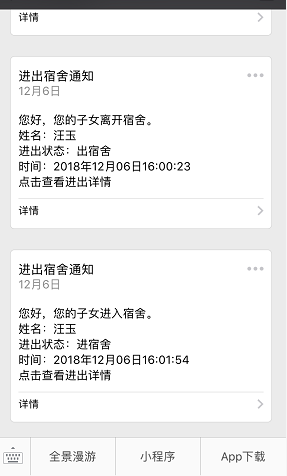 详情
进出宿舍通知
12月6日
您好，您的子女离开宿舍。
姓名：汪玉
进出状态：出宿舍
时间：2018年12月06日16:00:23
点击查看进出详情
详情
进出宿舍通知
12月6日
您好，您的子女进入宿舍。
姓名：汪玉
进出状态：进宿舍
时间：2018年12月06日16:01:54
点击查看进出详情
详情
全景漫游
小程序
App下载